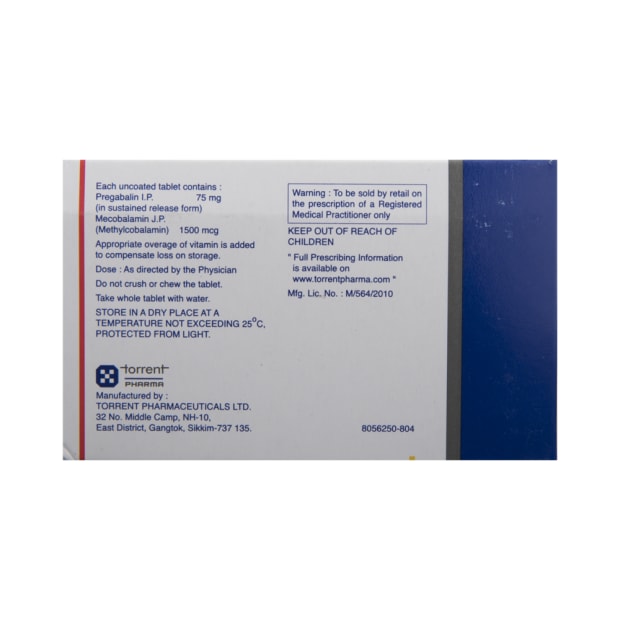 Each uncoated tablet contains :
Pregabalin I.P. 75 mg
(in sustained release form)
Mecobalamin J.P.
(Methylcobalamin) 1500 mcg
Appropriate overage of vitamin is added
to compensate loss on storage.
Dose : As directed by the Physician
Do not crush or chew the tablet.
Take whole tablet with water.
STORE IN A DRY PLACE AT A
TEMPERATURE NOT EXCEEDING 25°C,
PROTECTED FROM LIGHT.
torrent
PHARMA
Manufactured by :
TORRENT PHARMACEUTICALS LTD.
32 No. Middle Camp, NH-10,
East District, Gangtok, Sikkim-737 135.
Warning : To be sold by retail on
the prescription of a Registered
Medical Practitioner only
KEEP OUT OF REACH OF
CHILDREN
" Full Prescribing Information
is available on
www.torrentpharma.com "
Mfg. Lic. No. : M/564/2010
8056250-804